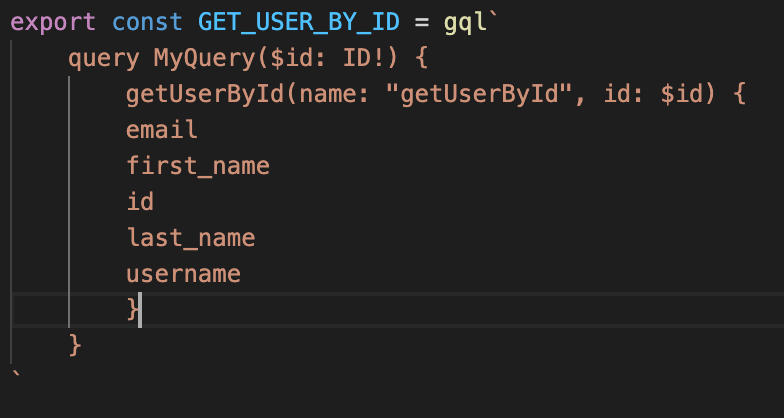 export const GET_USER_BY_ID = gql`
query MyQuery($id: ID!) {
getUserById(name: "getUserById", id: $id) {
email
first_name
id
last_name
username
}
}
`